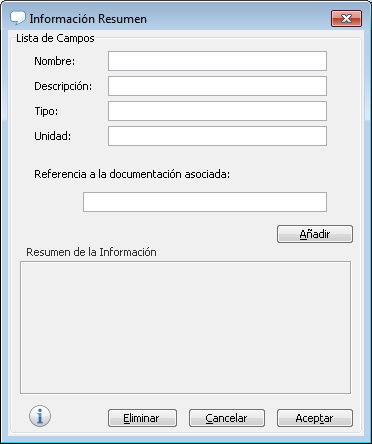 Información Resumen
Lista de Campos
Nombre:
Descripción:
Tipo:
Unidad:
Referencia a la documentación asociada:
Añadir
Resumen de la Información
Eliminar
Cancelar
Aceptar